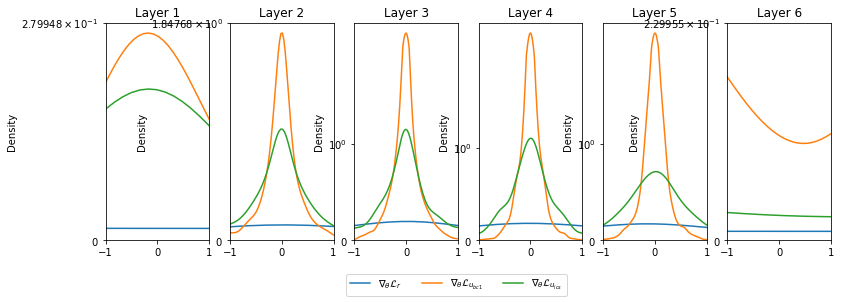 Layer 1 Layer 2 Layer 3 Layer 4 Layer 5 Layer 6
2.79948 × 10⁻¹ 1.84768 × 10⁰ 2.29955 × 10⁻¹
Density Density Density Density Density Density
10⁰ 10⁰ 10⁰
0 0 0 0 0 0
−1 0 1 −1 0 1 −1 0 1 −1 0 1 −1 0 1 −1 0 1
∇θℒr ∇θℒu_bc1 ∇θℒu_ics